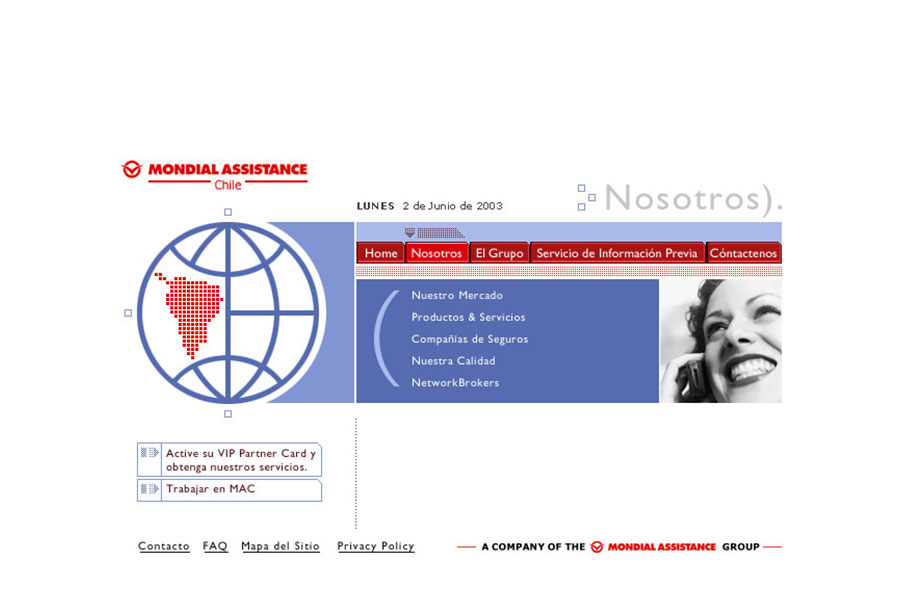 MONDIAL ASSISTANCE
Chile
LUNES 2 de Junio de 2003
Nosotros).
Home Nosotros El Grupo Servicio de Información Previa Cóntactenos
Nuestro Mercado
Productos & Servicios
Compañías de Seguros
Nuestra Calidad
NetworkBrokers
Active su VIP Partner Card y
obtenga nuestros servicios.
Trabajar en MAC
Contacto FAQ Mapa del Sitio Privacy Policy
A COMPANY OF THE MONDIAL ASSISTANCE GROUP